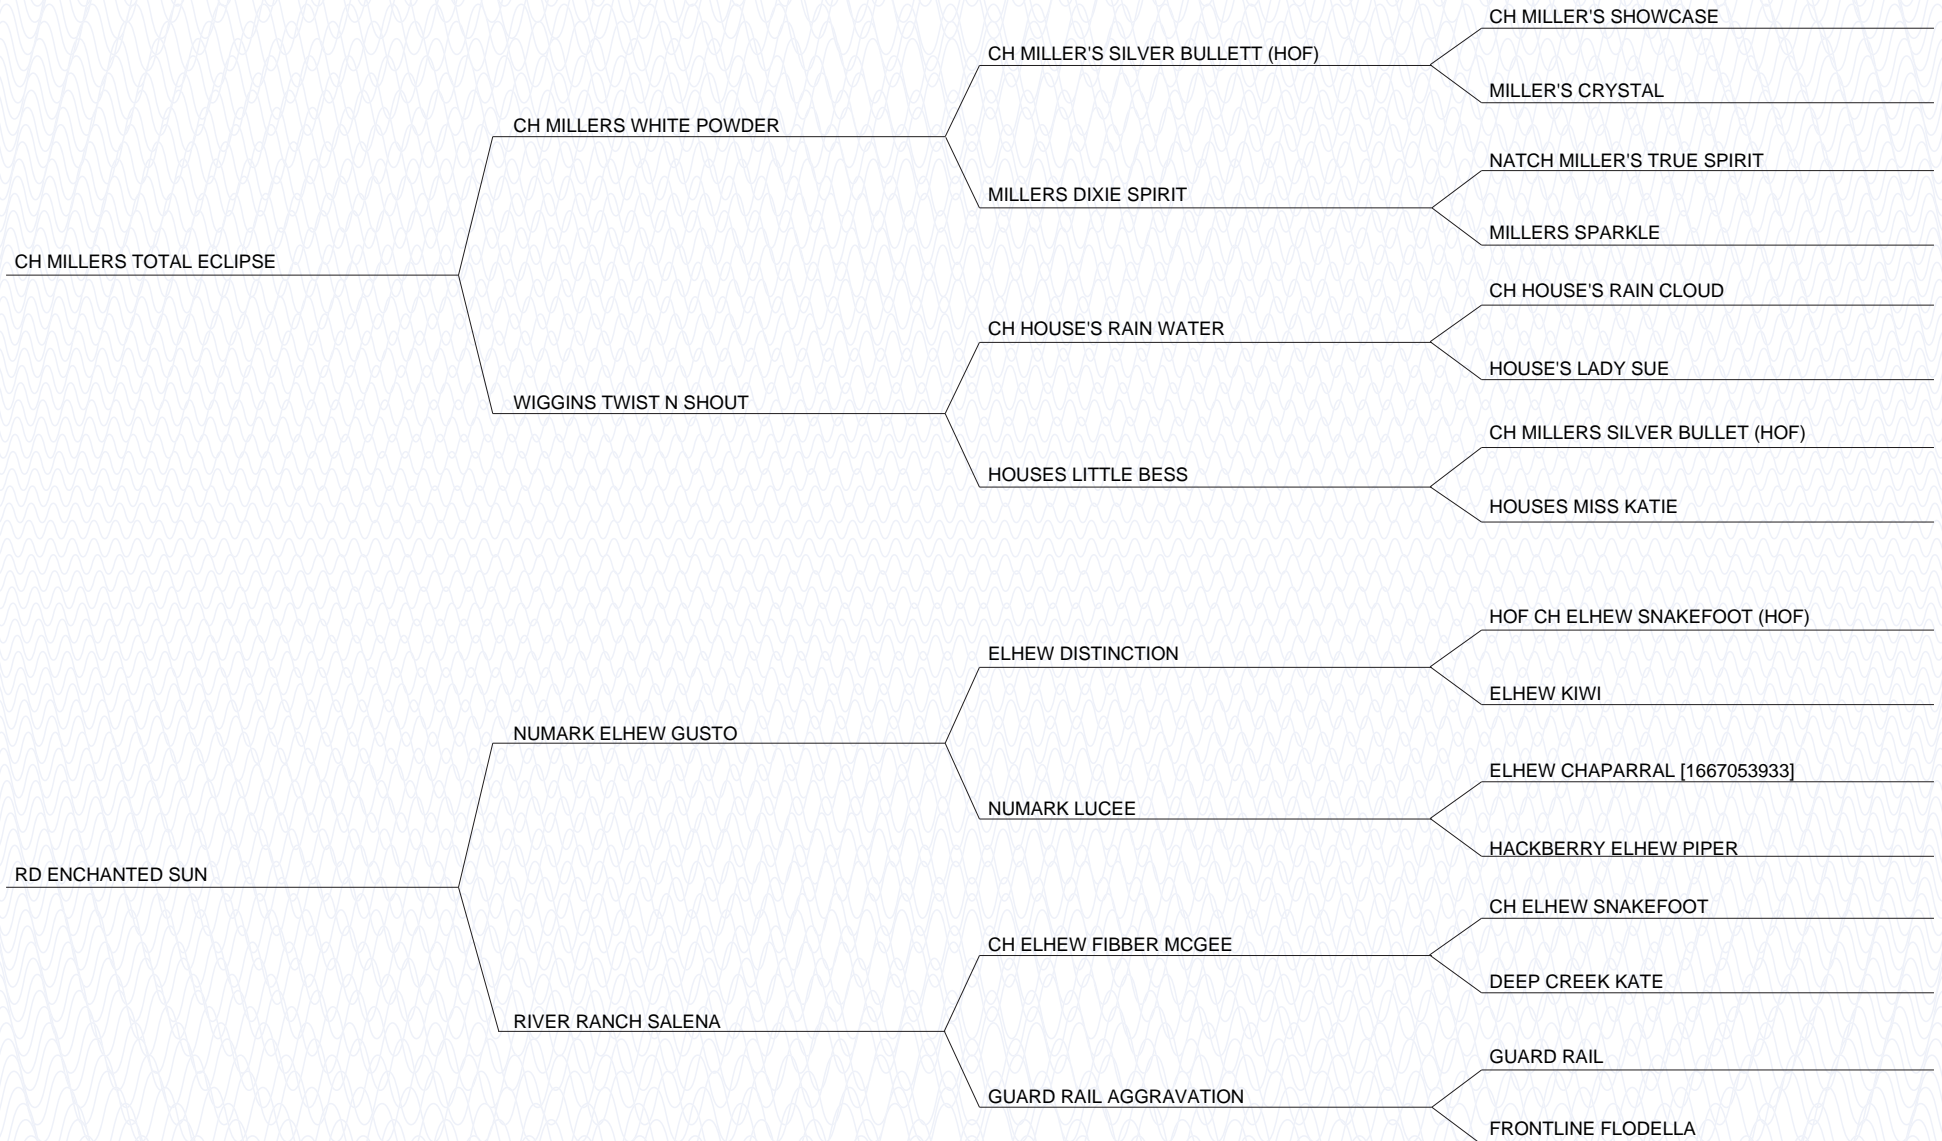 CH MILLER'S SHOWCASE
CH MILLER'S SILVER BULLETT (HOF)
MILLER'S CRYSTAL
CH MILLERS WHITE POWDER
NATCH MILLER'S TRUE SPIRIT
MILLERS DIXIE SPIRIT
MILLERS SPARKLE
CH MILLERS TOTAL ECLIPSE
CH HOUSE'S RAIN CLOUD
CH HOUSE'S RAIN WATER
HOUSE'S LADY SUE
WIGGINS TWIST N SHOUT
CH MILLERS SILVER BULLET (HOF)
HOUSES LITTLE BESS
HOUSES MISS KATIE
HOF CH ELHEW SNAKEFOOT (HOF)
ELHEW DISTINCTION
ELHEW KIWI
NUMARK ELHEW GUSTO
ELHEW CHAPARRAL [1667053933]
NUMARK LUCEE
HACKBERRY ELHEW PIPER
RD ENCHANTED SUN
CH ELHEW SNAKEFOOT
CH ELHEW FIBBER MCGEE
DEEP CREEK KATE
RIVER RANCH SALENA
GUARD RAIL
GUARD RAIL AGGRAVATION
FRONTLINE FLODELLA